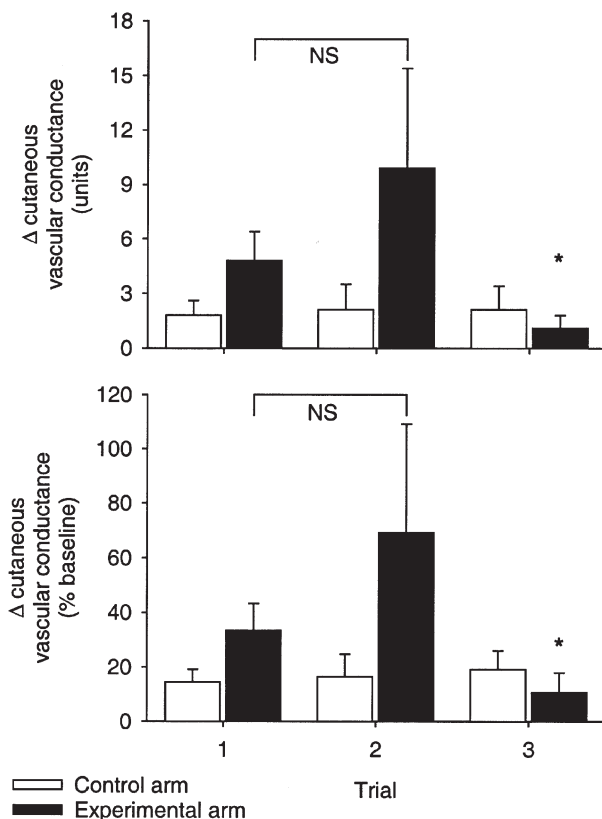 18
15
12
9
6
3
0
Δ cutaneous
vascular conductance
(units)
NS
*
120
100
80
60
40
20
0
Δ cutaneous
vascular conductance
(% baseline)
NS
*
1 2 3
Trial
Control arm
Experimental arm